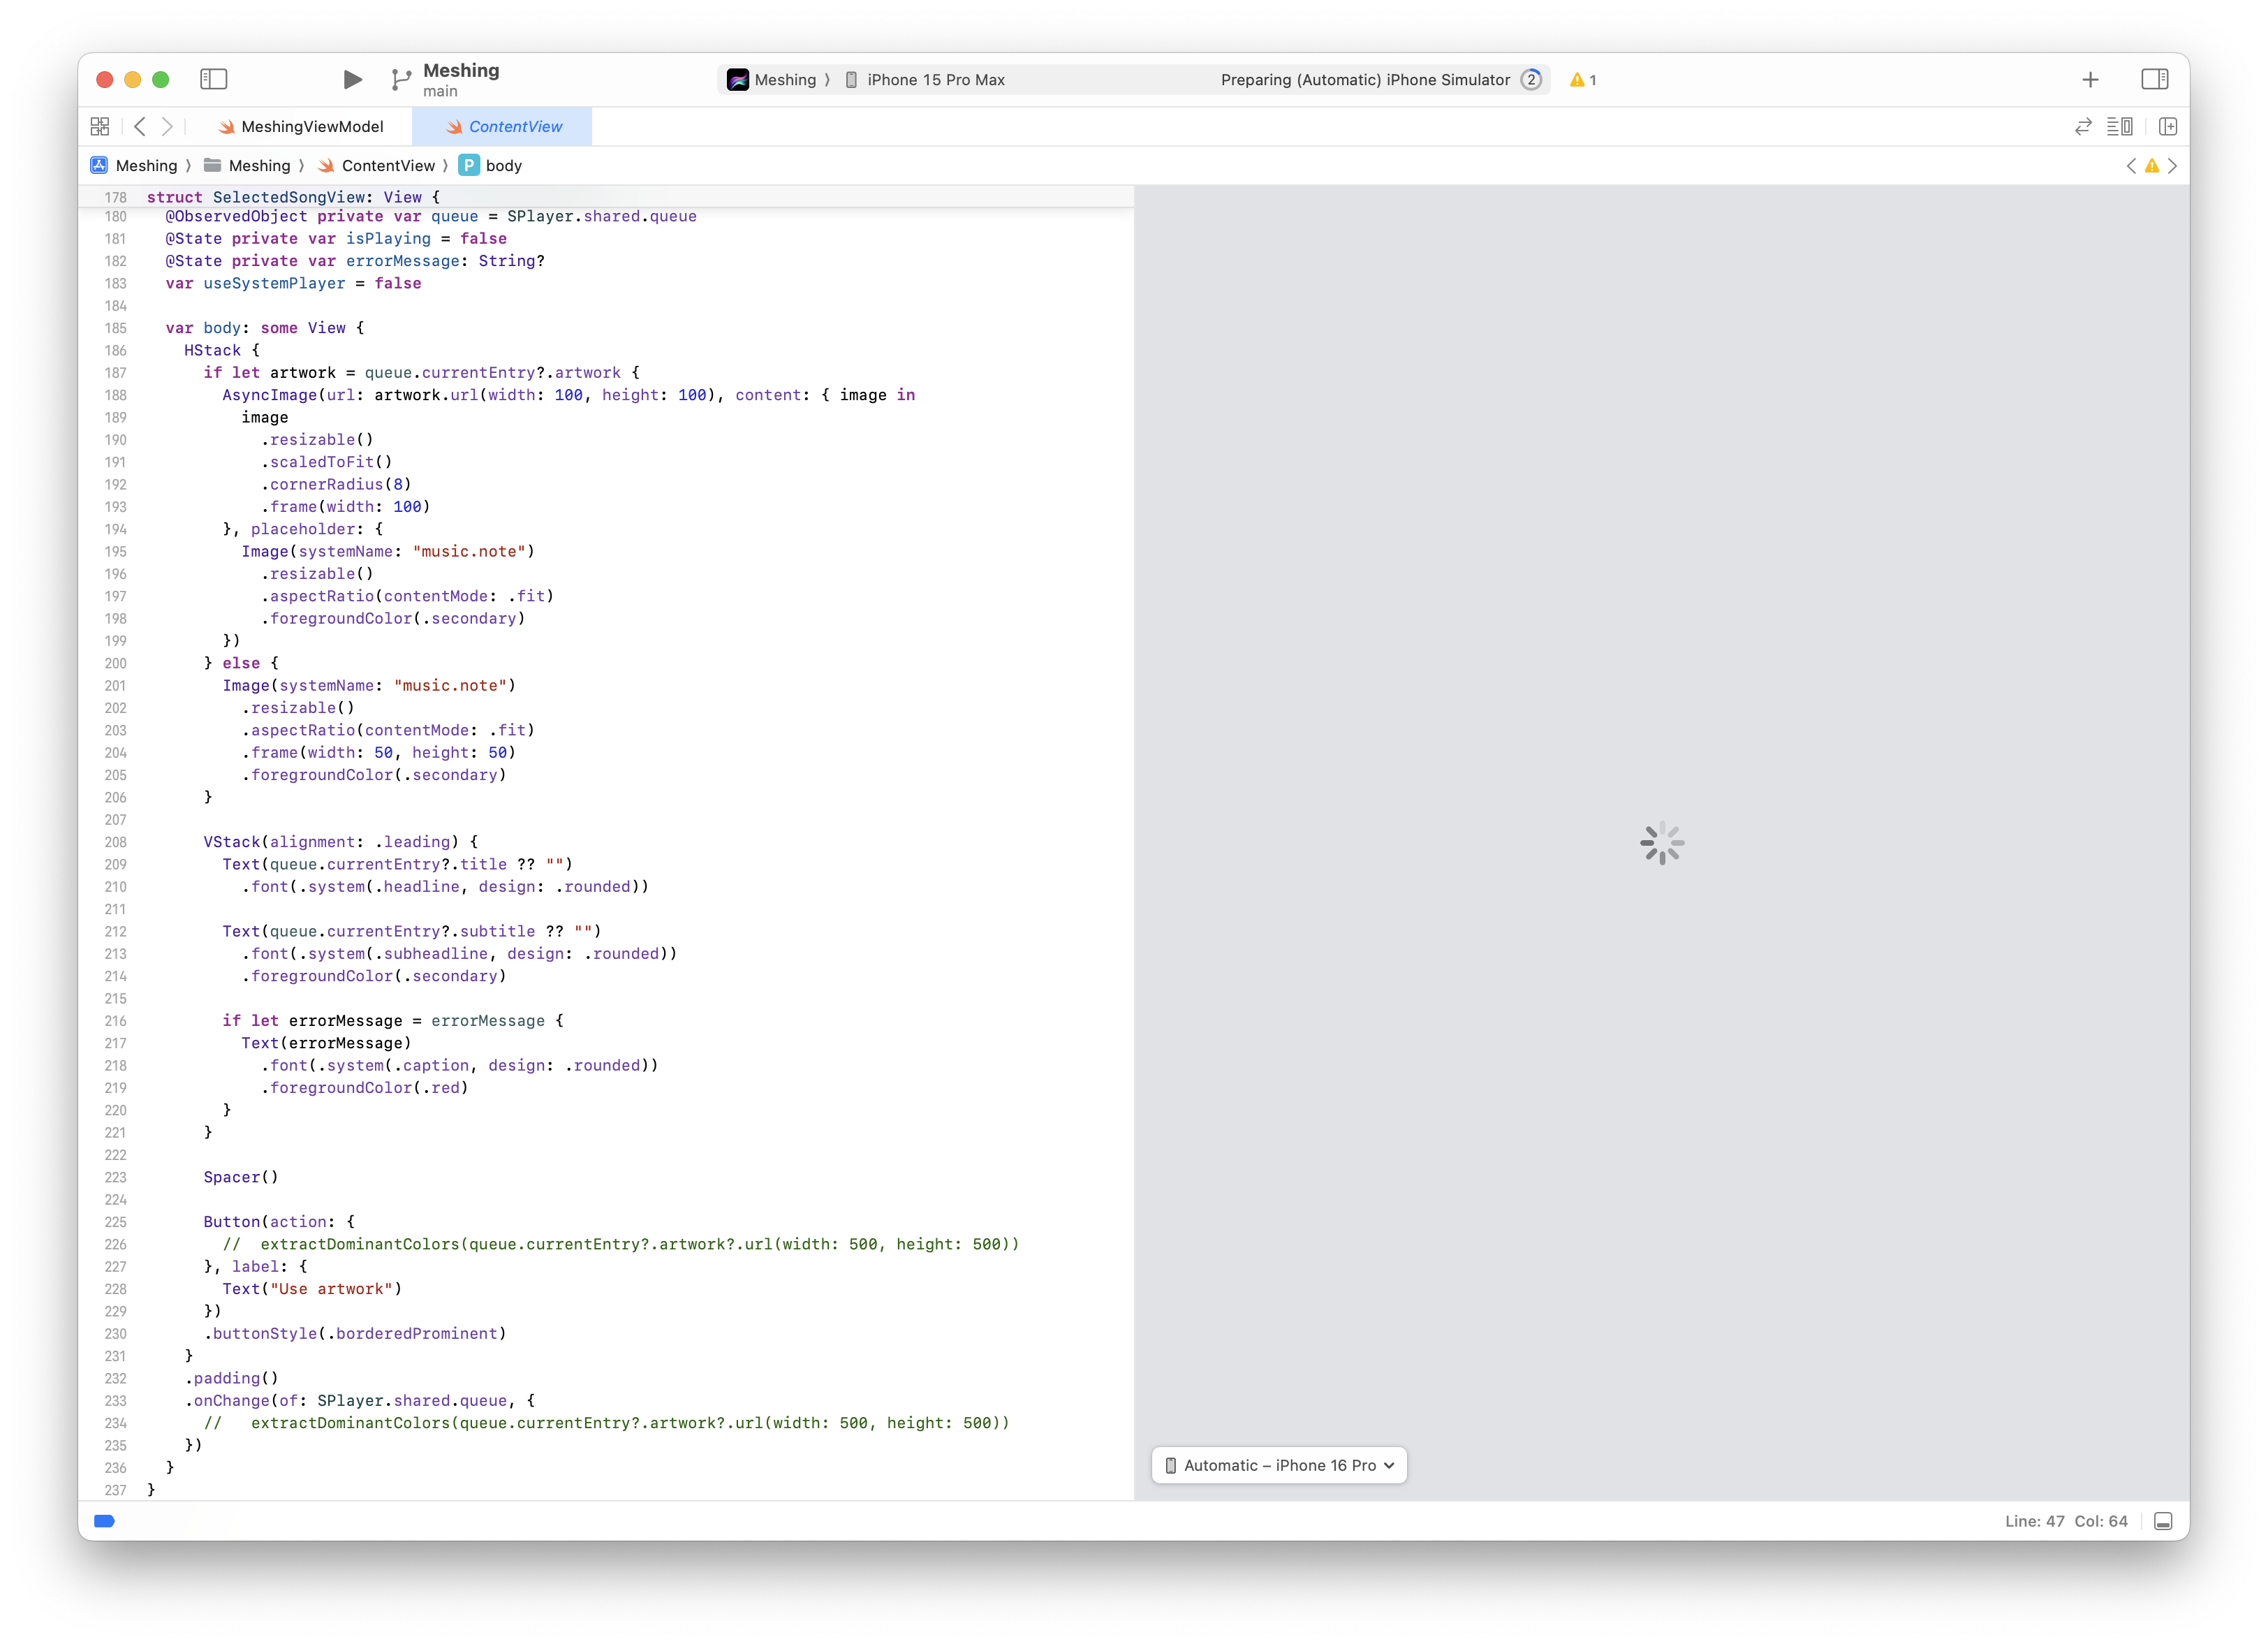 Meshing
main
Meshing 〉 iPhone 15 Pro Max
Preparing (Automatic) iPhone Simulator 2
1
MeshingViewModel
ContentView
Meshing 〉 Meshing 〉 ContentView 〉 P body
178 struct SelectedSongView: View {
180   @ObservedObject private var queue = SPlayer.shared.queue
181   @State private var isPlaying = false
182   @State private var errorMessage: String?
183   var useSystemPlayer = false
184
185   var body: some View {
186     HStack {
187       if let artwork = queue.currentEntry?.artwork {
188         AsyncImage(url: artwork.url(width: 100, height: 100), content: { image in
189           image
190             .resizable()
191             .scaledToFit()
192             .cornerRadius(8)
193             .frame(width: 100)
194         }, placeholder: {
195           Image(systemName: "music.note")
196             .resizable()
197             .aspectRatio(contentMode: .fit)
198             .foregroundColor(.secondary)
199         })
200       } else {
201         Image(systemName: "music.note")
202           .resizable()
203           .aspectRatio(contentMode: .fit)
204           .frame(width: 50, height: 50)
205           .foregroundColor(.secondary)
206       }
207
208       VStack(alignment: .leading) {
209         Text(queue.currentEntry?.title ?? "")
210           .font(.system(.headline, design: .rounded))
211
212         Text(queue.currentEntry?.subtitle ?? "")
213           .font(.system(.subheadline, design: .rounded))
214           .foregroundColor(.secondary)
215
216         if let errorMessage = errorMessage {
217           Text(errorMessage)
218             .font(.system(.caption, design: .rounded))
219             .foregroundColor(.red)
220         }
221       }
222
223       Spacer()
224
225       Button(action: {
226         //  extractDominantColors(queue.currentEntry?.artwork?.url(width: 500, height: 500))
227       }, label: {
228         Text("Use artwork")
229       })
230       .buttonStyle(.borderedProminent)
231     }
232     .padding()
233     .onChange(of: SPlayer.shared.queue, {
234       //   extractDominantColors(queue.currentEntry?.artwork?.url(width: 500, height: 500))
235     })
236   }
237 }
Automatic – iPhone 16 Pro
Line: 47 Col: 64